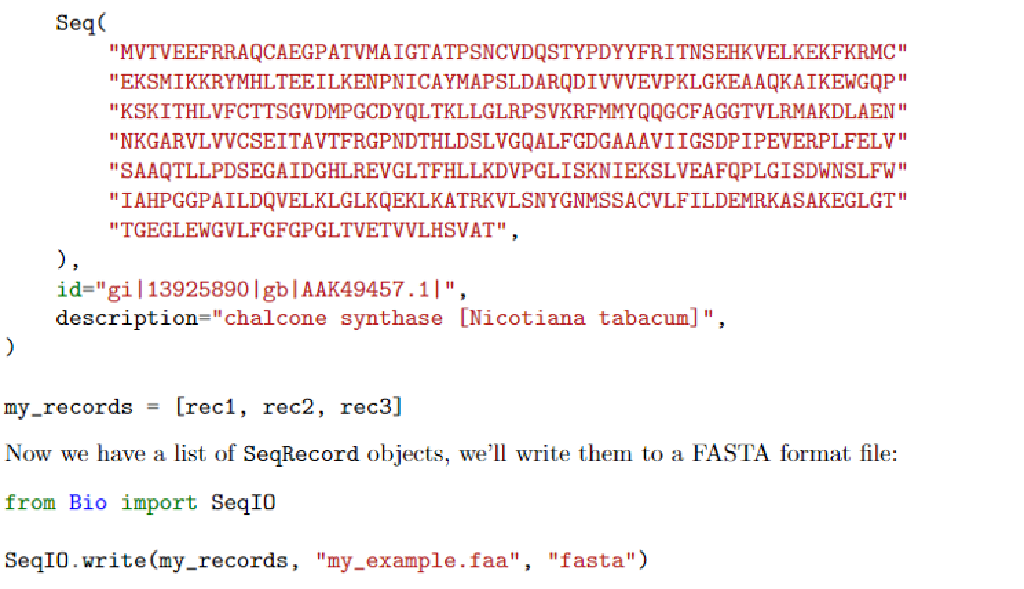 Seq(
"MVTVEEFRRAQCAEGPATVMAIGTATPSNCVDQSTYPDYYFRITNSEHKVELKEKFKRMC"
"EKSMIKKRYMHLTEEILKENPNICAYMAPSLDARQDIVVVEVPKLGKEAAQKAIKEWGQP"
"KSKITHLVFCTTSGVDMPGCDYQLTKLLGLRPSVKRFMMYQQGCFAGGTVLRMAKDLAEN"
"NKGARVLVVCSEITAVTFRGPNDTHLDSLVGQALFGDGAAAVIIGSDPIPEVERPLFELV"
"SAAQTLLPDSEGAIDGHLREVGLTFHLLKDVPGLISKNIEKSLVEAFQPLGISDWNSLFW"
"IAHPGGPAILDQVELKLGLKQEKLKATRKVLSNYGNMSSACVLFILDEMRKASAKEGLGT"
"TGEGLEWGVLFGFGPGLTVETVVLHSVAT",
),
id="gi|13925890|gb|AAK49457.1|",
description="chalcone synthase [Nicotiana tabacum]",
)
my_records = [rec1, rec2, rec3]
Now we have a list of SeqRecord objects, we'll write them to a FASTA format file:
from Bio import SeqIO
SeqIO.write(my_records, "my_example.faa", "fasta")